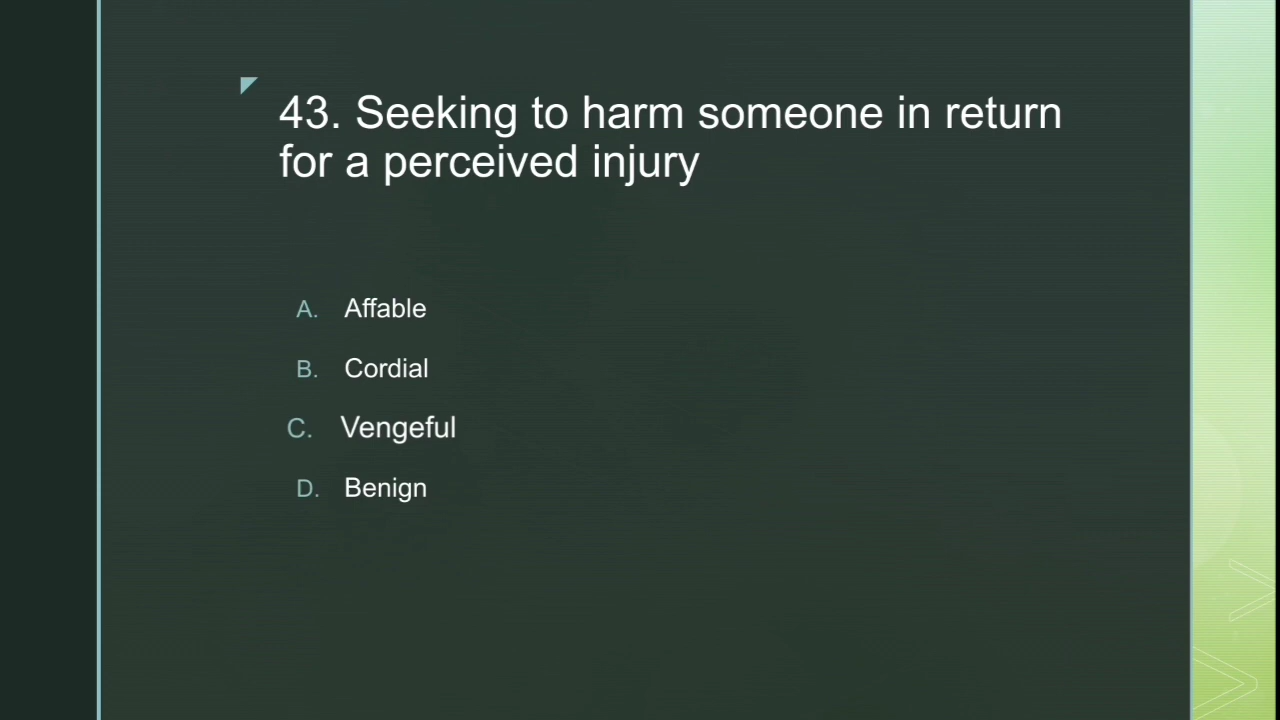 43. Seeking to harm someone in return
for a perceived injury
A. Affable
B. Cordial
C. Vengeful
D. Benign